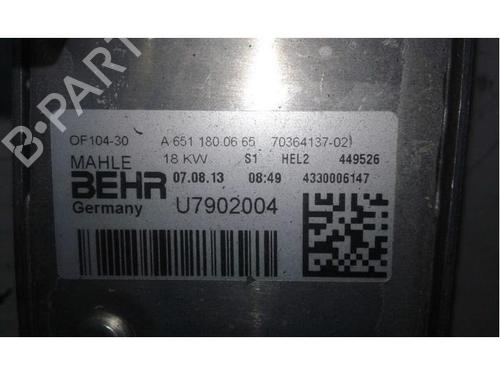 B-PARTS
OF104-30 A 651 180 06 65 70364137-02
MAHLE 18 KW S1 HEL2 449526
BEHR 07.08.13 08:49 4330006147
Germany U7902004